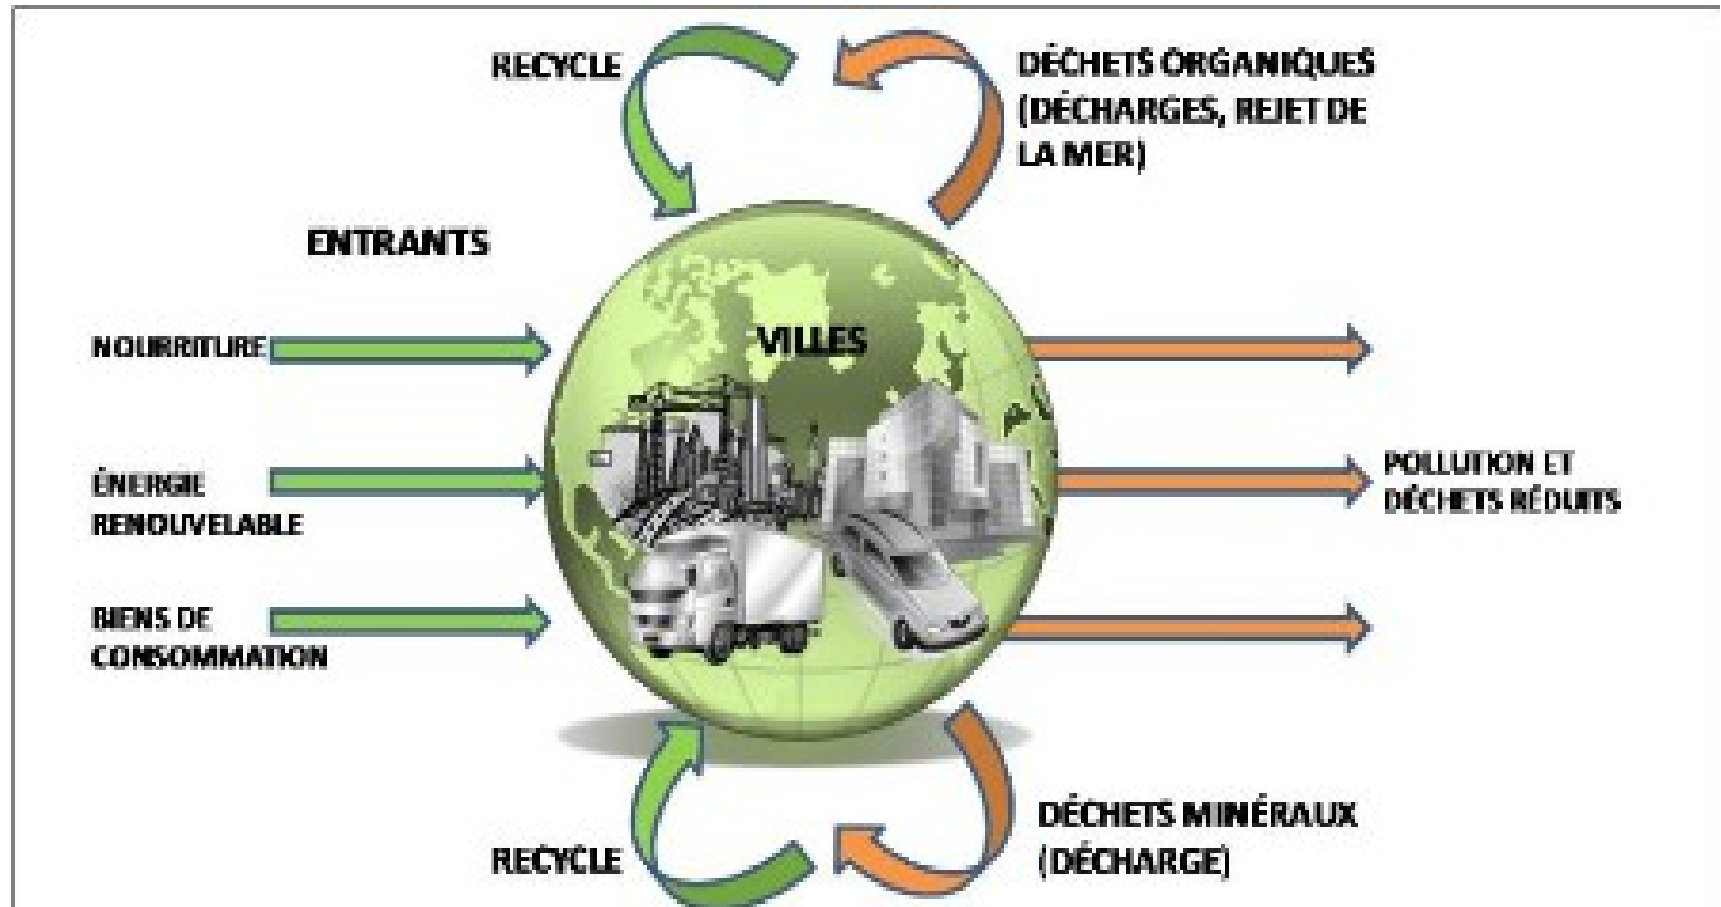 RECYCLE
DÉCHETS ORGANIQUES
(DÉCHARGES, REJET DE
LA MER)
ENTRANTS
VILLES
NOURRITURE
ÉNERGIE
RENOUVELABLE
POLLUTION ET
DÉCHETS RÉDUITS
BIENS DE
CONSOMMATION
RECYCLE
DÉCHETS MINÉRAUX
(DÉCHARGE)